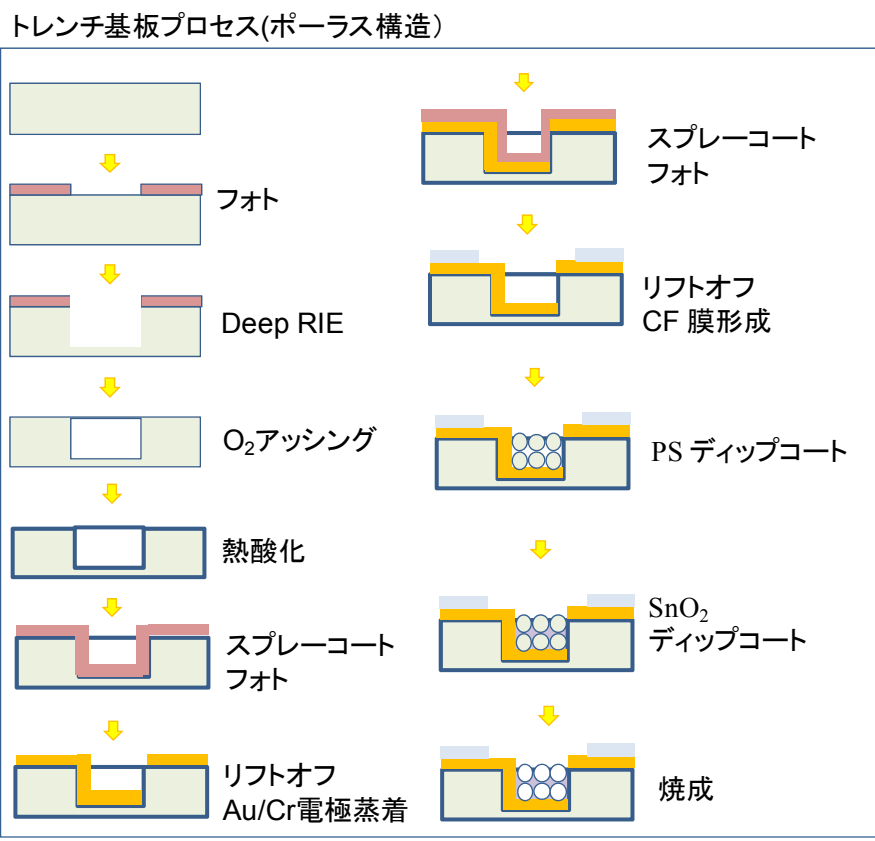 トレンチ基板プロセス(ポーラス構造）
フォト
Deep RIE
O₂アッシング
熱酸化
スプレーコート
フォト
リフトオフ
Au/Cr電極蒸着
スプレーコート
フォト
リフトオフ
CF 膜形成
PS ディップコート
SnO₂
ディップコート
焼成